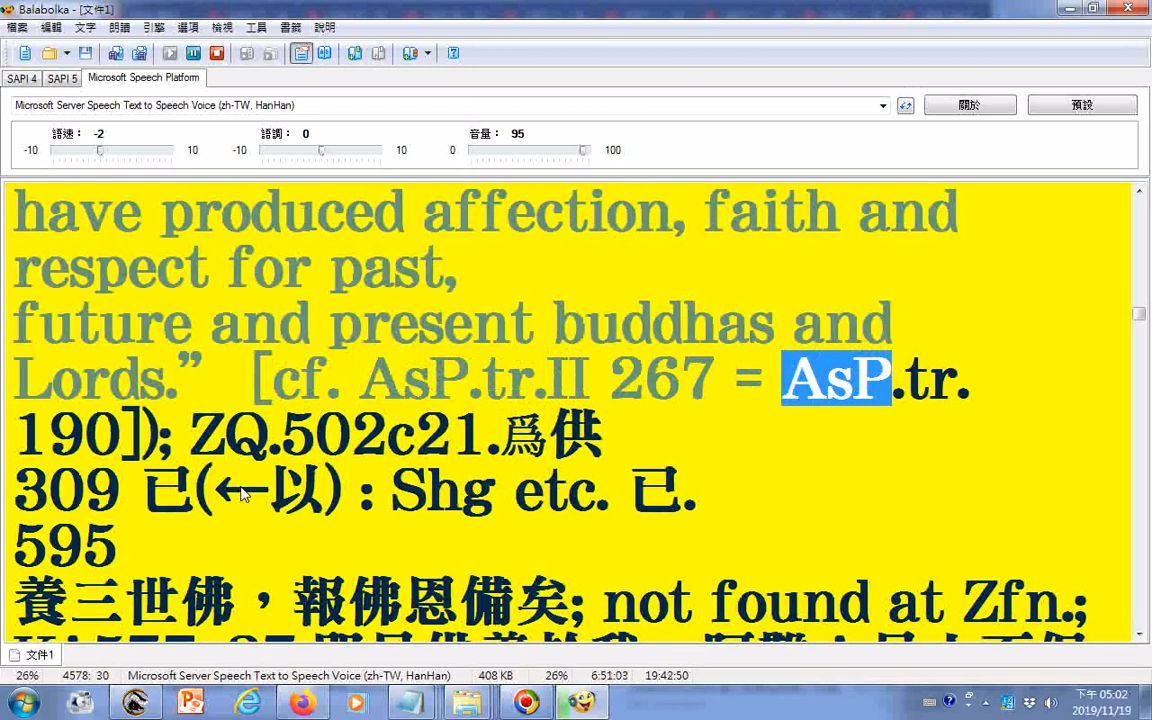 Balabolka - [文件1]
檔案 編輯 文字 朗讀 引擎 選項 檢視 工具 書籤 說明
SAPI 4 SAPI 5 Microsoft Speech Platform
Microsoft Server Speech Text to Speech Voice (zh-TW, HanHan) 關於 預設
語速： -2 語調： 0 音量： 95
-10 10 -10 10 0 100
have produced affection, faith and
respect for past,
future and present buddhas and
Lords.” [cf. AsP.tr.II 267 = AsP.tr.
190]); ZQ.502c21.爲供
309 已(←以) : Shg etc. 已.
595
養三世佛，報佛恩備矣; not found at Zfn.;
文件1
26% 4578: 30 Microsoft Server Speech Text to Speech Voice (zh-TW, HanHan) 408 KB 26% 6:51:03 19:42:50
下午 05:02
2019/11/19